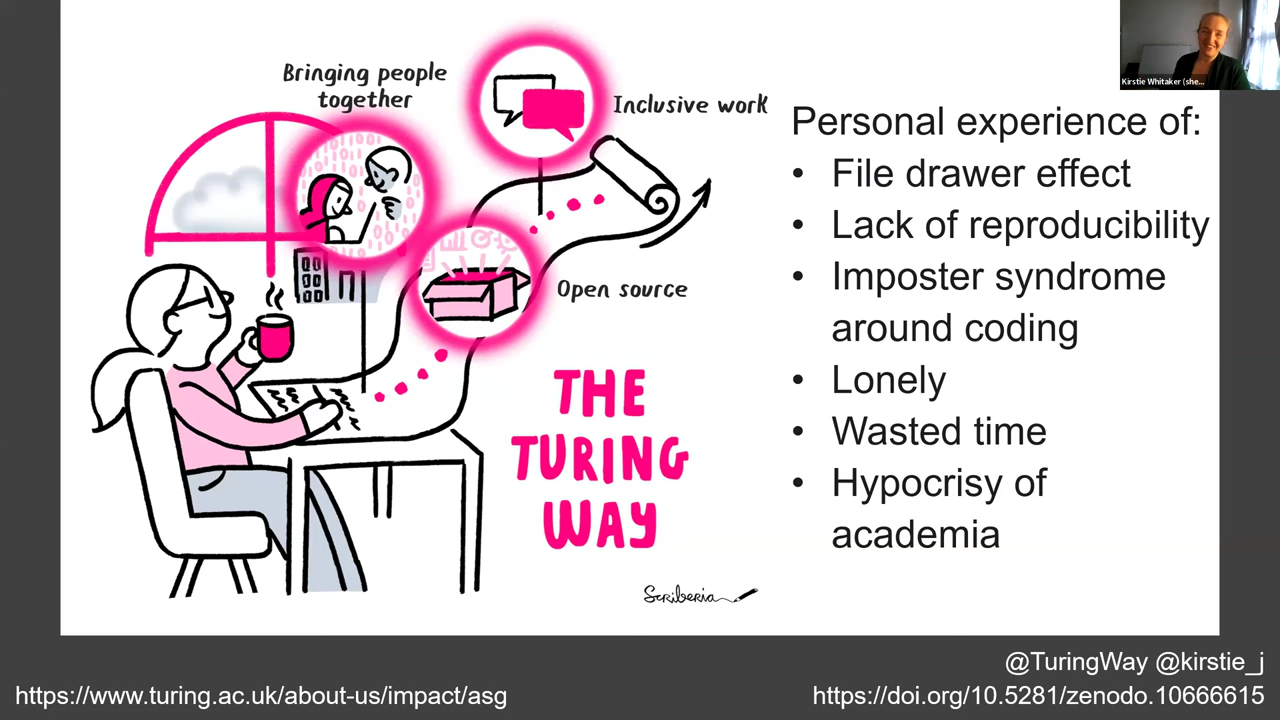 Kirstie Whitaker (she...
Bringing people
together
Inclusive work
Open source
THE
TURING
WAY
Scriberia
Personal experience of:
• File drawer effect
• Lack of reproducibility
• Imposter syndrome
around coding
• Lonely
• Wasted time
• Hypocrisy of
academia
@TuringWay @kirstie_j
https://www.turing.ac.uk/about-us/impact/asg
https://doi.org/10.5281/zenodo.10666615